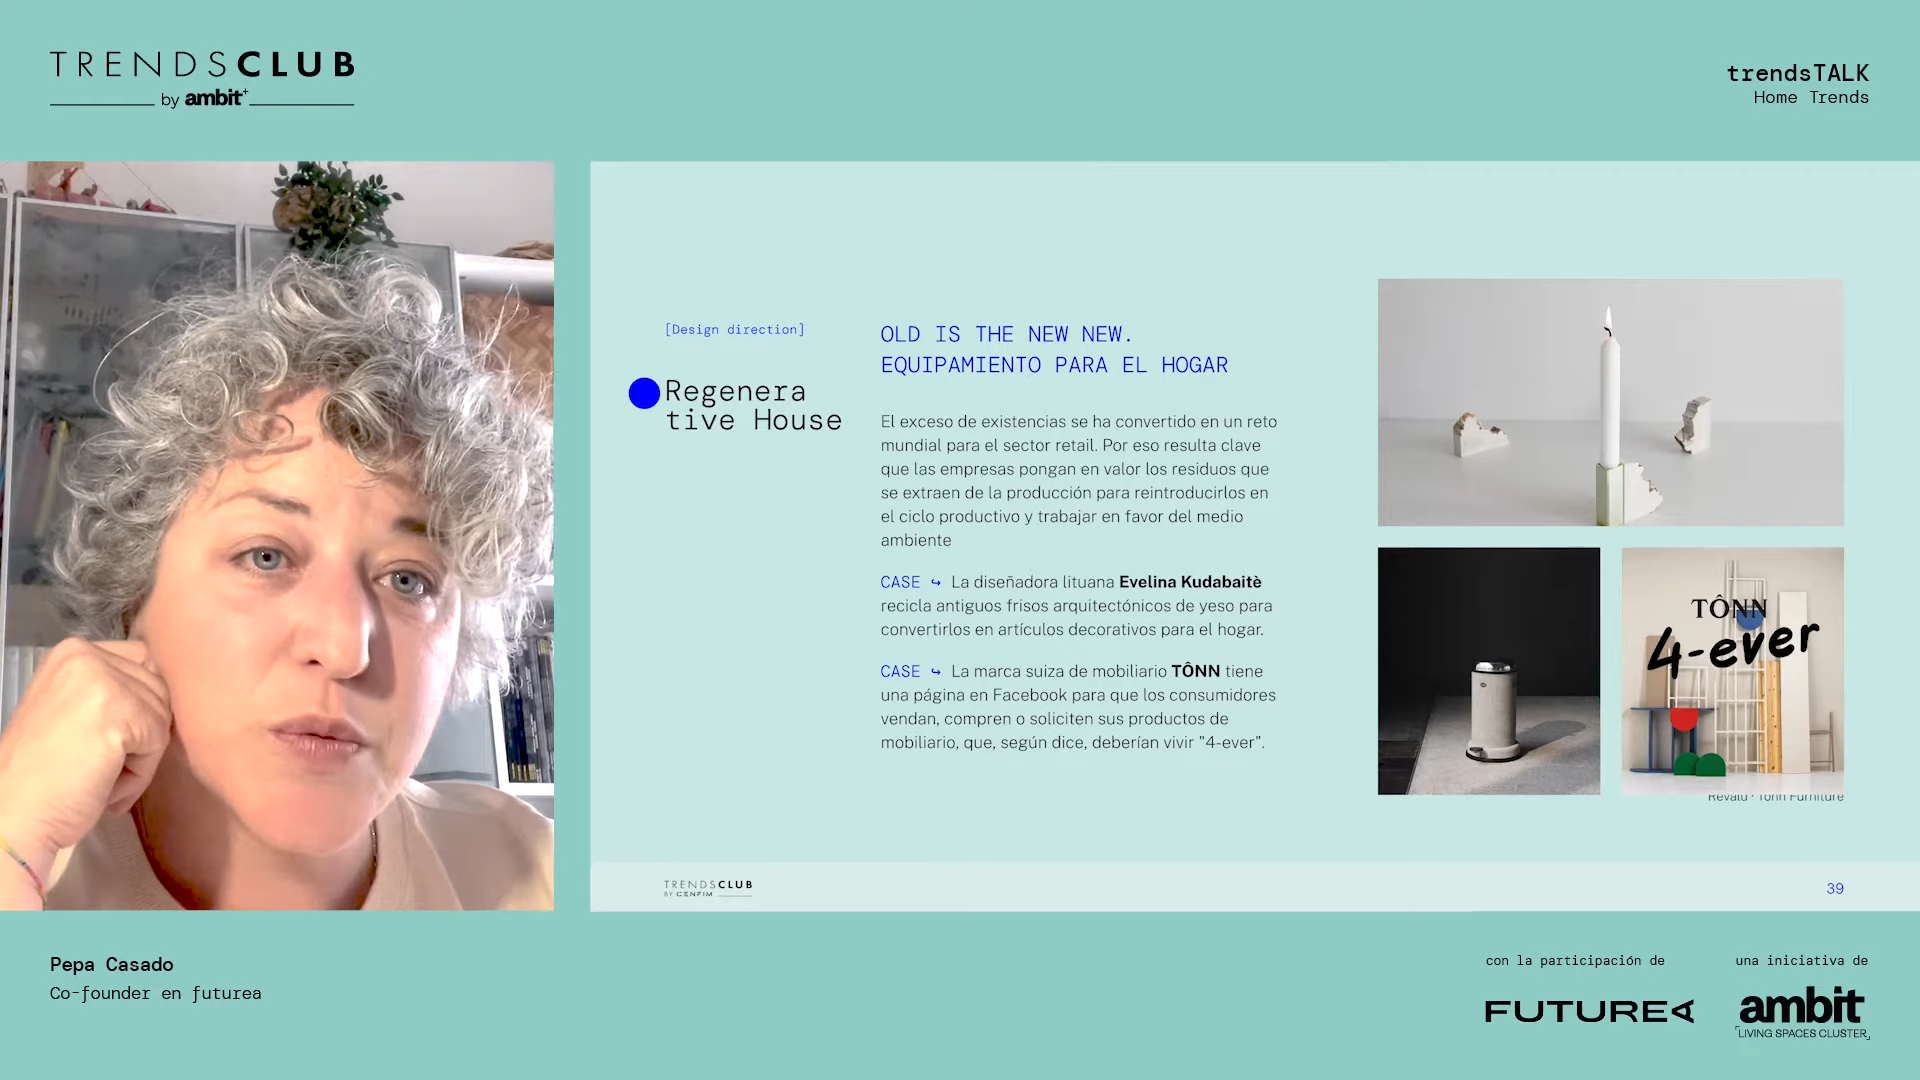 TRENDSCLUB
by ambit+
trendsTALK
Home Trends
[Design direction]
Regenera
tive House
OLD IS THE NEW NEW.
EQUIPAMIENTO PARA EL HOGAR
El exceso de existencias se ha convertido en un reto
mundial para el sector retail. Por eso resulta clave
que las empresas pongan en valor los residuos que
se extraen de la producción para reintroducirlos en
el ciclo productivo y trabajar en favor del medio
ambiente
CASE ↪ La diseñadora lituana Evelina Kudabaitè
recicla antiguos frisos arquitectónicos de yeso para
convertirlos en artículos decorativos para el hogar.
CASE ↪ La marca suiza de mobiliario TÔNN tiene
una página en Facebook para que los consumidores
vendan, compren o soliciten sus productos de
mobiliario, que, según dice, deberían vivir "4-ever".
TÔNN
4-ever
Revalu · Tonn Furniture
TRENDSCLUB
BY CENFIM
39
Pepa Casado
Co-founder en futurea
con la participación de
FUTUREA
una iniciativa de
ambit
LIVING SPACES CLUSTER